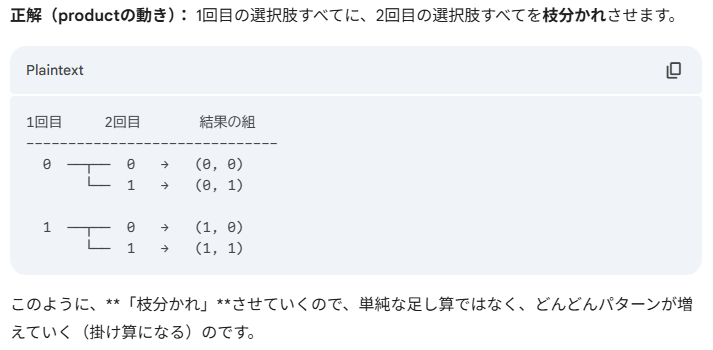 正解（productの動き）： 1回目の選択肢すべてに、2回目の選択肢すべてを枝分かれさせます。
Plaintext
1回目     2回目       結果の組
------------------------------
  0  ──┬──  0   →   (0, 0)
       └──  1   →   (0, 1)
  1  ──┬──  0   →   (1, 0)
       └──  1   →   (1, 1)
このように、**「枝分かれ」**させていくので、単純な足し算ではなく、どんどんパターンが増
えていく（掛け算になる）のです。